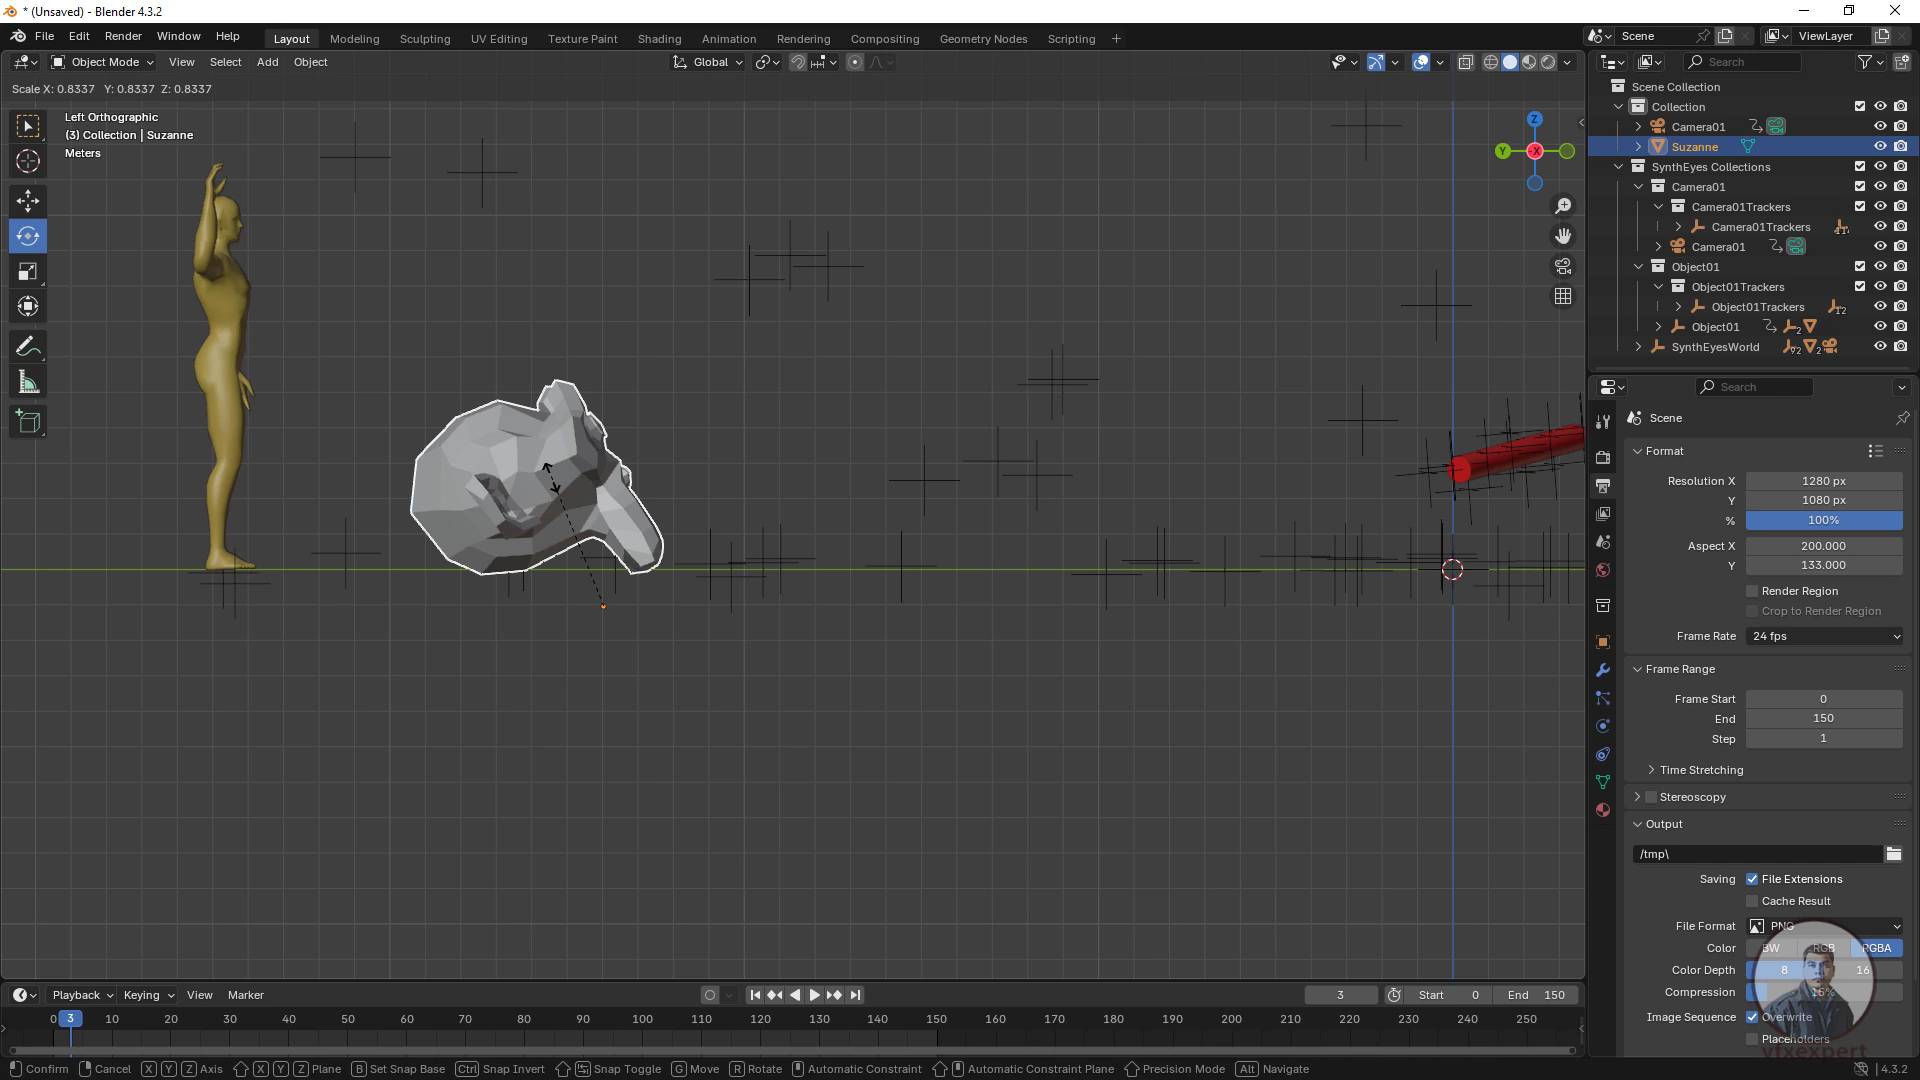 * (Unsaved) - Blender 4.3.2
File Edit Render Window Help
Layout Modeling Sculpting UV Editing Texture Paint Shading Animation Rendering Compositing Geometry Nodes Scripting +
Scene ViewLayer
Object Mode View Select Add Object Global
Search
Scale X: 0.8337 Y: 0.8337 Z: 0.8337
Left Orthographic
(3) Collection | Suzanne
Meters
Z
Y -X
Scene Collection
Collection
Camera01
Suzanne
SynthEyes Collections
Camera01
Camera01Trackers
Camera01Trackers
Camera01
Object01
Object01Trackers
Object01Trackers 12
Object01 2
SynthEyesWorld 92 2
Search
Scene
Format
Resolution X 1280 px
Y 1080 px
% 100%
Aspect X 200.000
Y 133.000
Render Region
Crop to Render Region
Frame Rate 24 fps
Frame Range
Frame Start 0
End 150
Step 1
Time Stretching
Stereoscopy
Output
/tmp\
Saving File Extensions
Cache Result
File Format PNG
Color BW RGB RGBA
Color Depth 8 16
Compression 15%
Image Sequence Overwrite
Placeholders
vfxexpert
Playback Keying View Marker 3 Start 0 End 150
0 3 10 20 30 40 50 60 70 80 90 100 110 120 130 140 150 160 170 180 190 200 210 220 230 240 250
Confirm Cancel X Y Z Axis X Y Z Plane B Set Snap Base Ctrl Snap Invert Snap Toggle G Move R Rotate Automatic Constraint Automatic Constraint Plane Precision Mode Alt Navigate 4.3.2